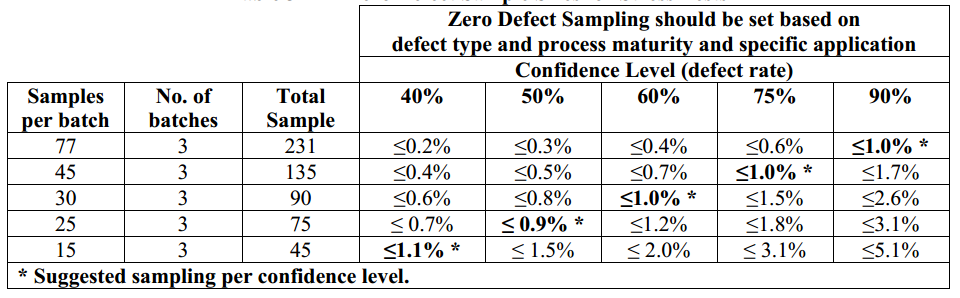 Zero Defect Sampling should be set based on
defect type and process maturity and specific application
Confidence Level (defect rate)
Samples per batch No. of batches Total Sample 40% 50% 60% 75% 90%
77 3 231 ≤0.2% ≤0.3% ≤0.4% ≤0.6% ≤1.0% *
45 3 135 ≤0.4% ≤0.5% ≤0.7% ≤1.0% * ≤1.7%
30 3 90 ≤0.6% ≤0.8% ≤1.0% * ≤1.5% ≤2.6%
25 3 75 ≤ 0.7% ≤ 0.9% * ≤1.2% ≤1.8% ≤3.1%
15 3 45 ≤1.1% * ≤ 1.5% ≤ 2.0% ≤ 3.1% ≤5.1%
* Suggested sampling per confidence level.